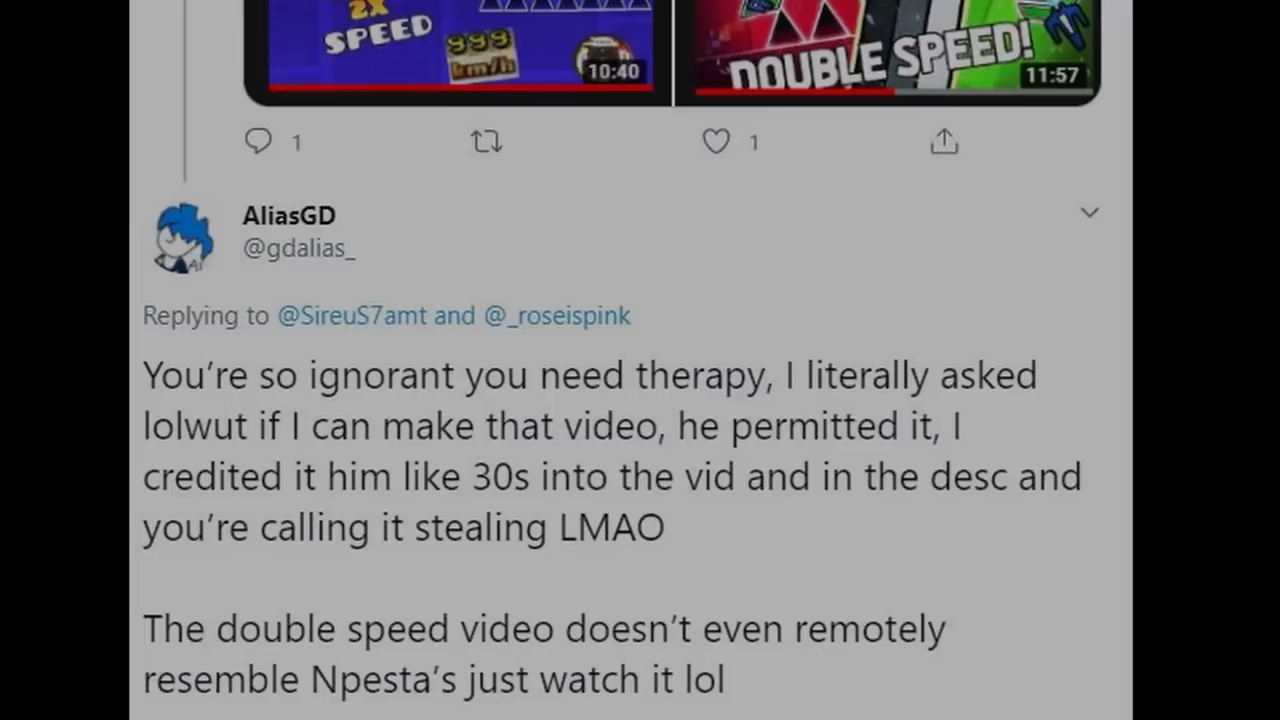 2X
SPEED
999
km/h
10:40
DOUBLE SPEED!
11:57
1
1
AliasGD
@gdalias_
Replying to @SireuS7amt and @_roseispink
You’re so ignorant you need therapy, I literally asked
lolwut if I can make that video, he permitted it, I
credited it him like 30s into the vid and in the desc and
you’re calling it stealing LMAO
The double speed video doesn’t even remotely
resemble Npesta’s just watch it lol